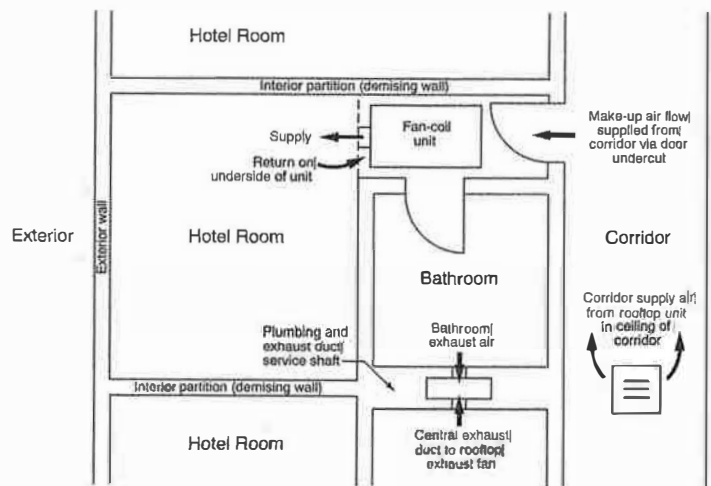 Hotel Room
Interior partition (demising wall)
Supply
Fan-coil
unit
Make-up air flow
supplied from
corridor via door
undercut
Return on
underside of unit
Exterior
Exterior wall
Hotel Room
Corridor
Bathroom
Corridor supply air
from rooftop unit
in ceiling of
corridor
Plumbing and
exhaust duct
service shaft
Bathroom
exhaust air
Interior partition (demising wall)
Hotel Room
Central exhaust
duct to rooftop
exhaust fan